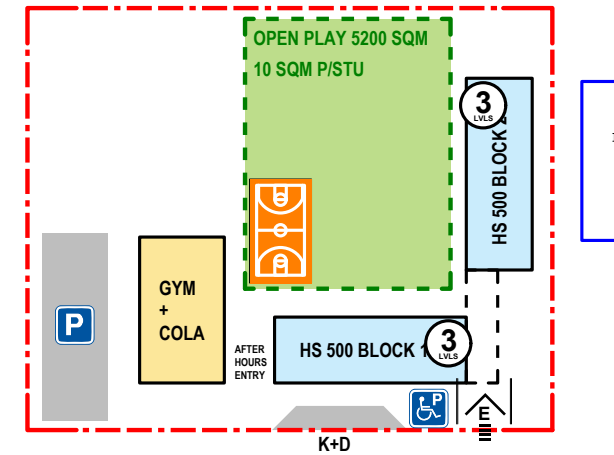 OPEN PLAY 5200 SQM
10 SQM P/STU
3
LVLS
HS 500 BLOCK
P
GYM
+
COLA
AFTER
HOURS
ENTRY
HS 500 BLOCK 1
3
LVLS
P
E
K+D